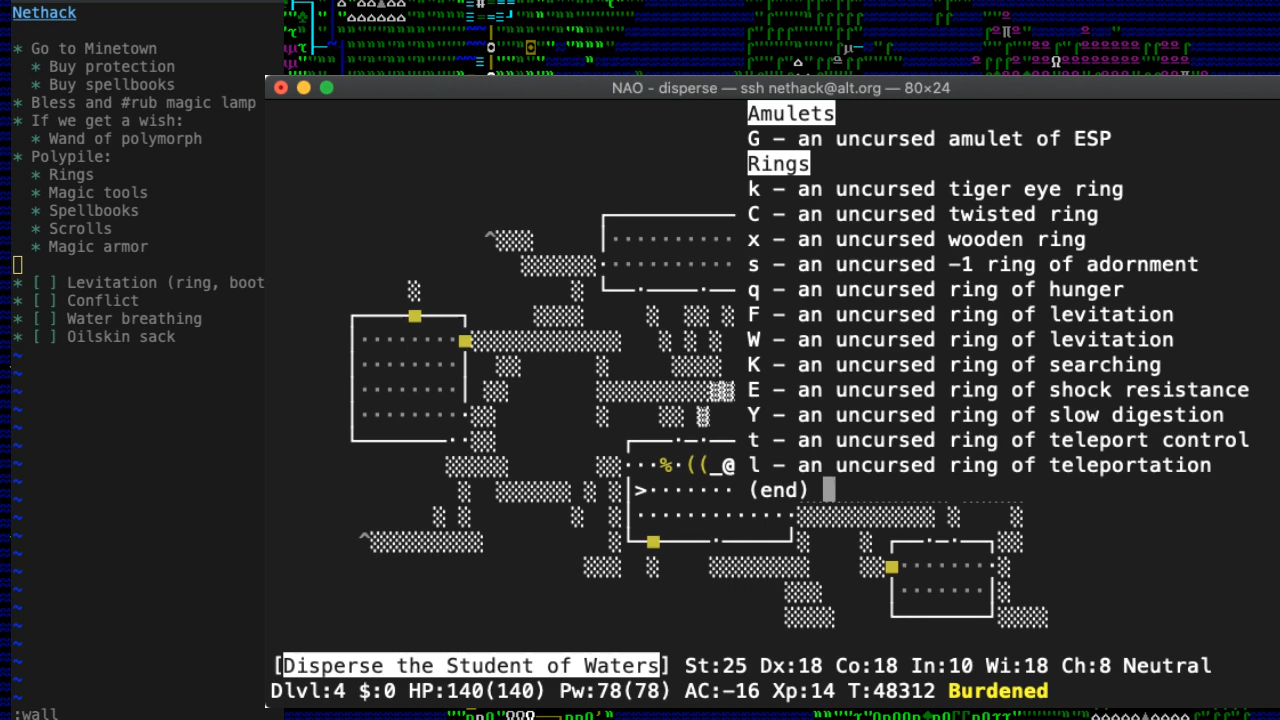 Nethack
* Go to Minetown
* Buy protection
* Buy spellbooks
* Bless and #rub magic lamp
* If we get a wish:
* Wand of polymorph
* Polypile:
* Rings
* Magic tools
* Spellbooks
* Scrolls
* Magic armor
* [ ] Levitation (ring, boot
* [ ] Conflict
* [ ] Water breathing
* [ ] Oilskin sack
:wall
NAO - disperse — ssh nethack@alt.org — 80×24
Amulets
G - an uncursed amulet of ESP
Rings
k - an uncursed tiger eye ring
C - an uncursed twisted ring
x - an uncursed wooden ring
s - an uncursed -1 ring of adornment
q - an uncursed ring of hunger
F - an uncursed ring of levitation
W - an uncursed ring of levitation
K - an uncursed ring of searching
E - an uncursed ring of shock resistance
Y - an uncursed ring of slow digestion
t - an uncursed ring of teleport control
l - an uncursed ring of teleportation
(end)
[Disperse the Student of Waters] St:25 Dx:18 Co:18 In:10 Wi:18 Ch:8 Neutral
Dlvl:4 $:0 HP:140(140) Pw:78(78) AC:-16 Xp:14 T:48312 Burdened